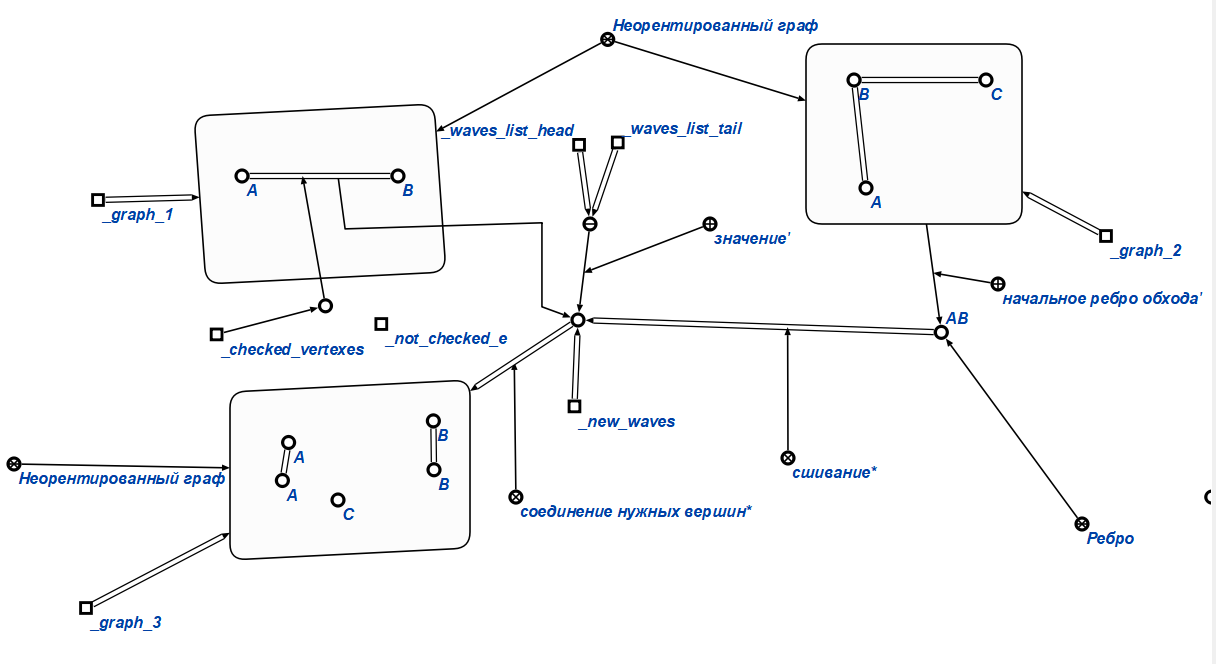 Неорентированный граф
B
C
_waves_list_head
_waves_list_tail
A
B
A
_graph_1
значение'
_graph_2
начальное ребро обхода'
AB
_not_checked_e
_checked_vertexes
_new_waves
B
A
сшивание*
Неорентированный граф
B
A
C
соединение нужных вершин*
Ребро
_graph_3